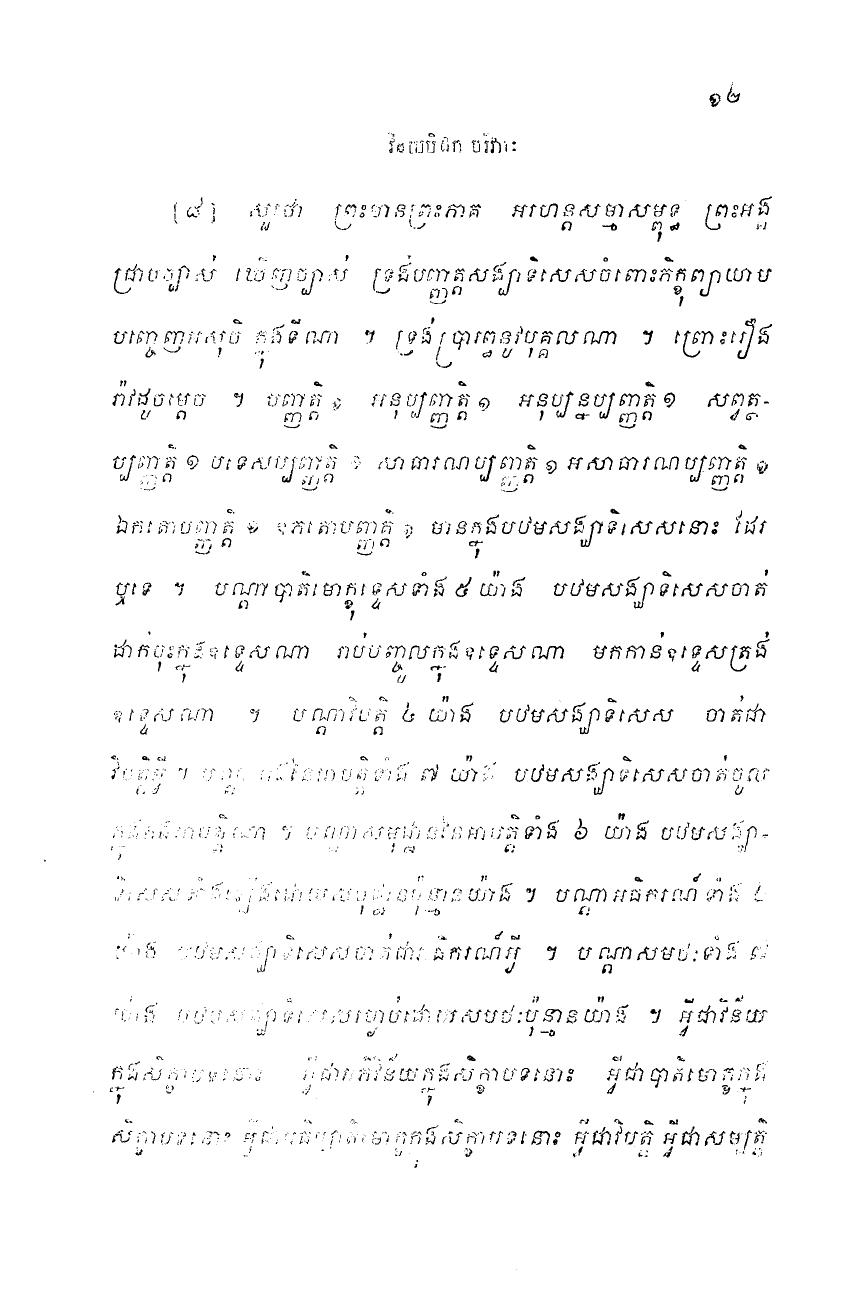 ១២
វិនយបិដក បរិវារៈ
[៨] សួរថា ព្រះមានព្រះភាគ អរហន្តសម្មាសម្ពុទ្ធ ព្រះអង្គ
ជ្រាបច្បាស់ ឃើញច្បាស់ ទ្រង់បញ្ញត្តសង្ឃាទិសេសចំពោះភិក្ខុព្យាយាម
បញ្ចេញអសុចិ ក្នុងទីណា ។ ទ្រង់ប្រារព្ធនូវបុគ្គលណា ។ ព្រោះរឿង
រ៉ាវដូចម្តេច ។ បញ្ញត្តិ ១ អនុប្បញ្ញត្តិ ១ អនុប្បន្នប្បញ្ញត្តិ ១ សព្វត្ថ-
ប្បញ្ញត្តិ ១ បទេសប្បញ្ញត្តិ ១ សាធារណប្បញ្ញត្តិ ១ អសាធារណប្បញ្ញត្តិ ១
ឯកតោបញ្ញត្តិ ១ ឧភតោបញ្ញត្តិ ១ មានក្នុងបឋមសង្ឃាទិសេសនោះ ដែរ
ឬទេ ។ បណ្តាបាតិមោក្ខុទ្ទេសទាំង ៥ យ៉ាង បឋមសង្ឃាទិសេសចាត់
ដាក់ចុះក្នុងឧទ្ទេសណា រាប់បញ្ចូលក្នុងឧទ្ទេសណា មកកាន់ឧទ្ទេសត្រង់
ឧទ្ទេសណា ។ បណ្តាវិបត្តិ ៤ យ៉ាង បឋមសង្ឃាទិសេស ចាត់ជា
វិបត្តិអ្វី ។ បណ្តា កងនៃអាបត្តិទាំង ៧ យ៉ាង បឋមសង្ឃាទិសេសចាត់ចូល
ក្នុងកងអាបត្តិណា ។ បណ្តាសមុដ្ឋាននៃអាបត្តិទាំង ៦ យ៉ាង បឋមសង្ឃា-
ទិសេសតាំងឡើងដោយសមុដ្ឋានប៉ុន្មានយ៉ាង ។ បណ្តាអធិករណ៍ទាំង ៤
យ៉ាង បឋមសង្ឃាទិសេសចាត់ជាអធិករណ៍អ្វី ។ បណ្តាសមថៈទាំង ៧
យ៉ាង បឋមសង្ឃាទិសេសរម្ងាប់ដោយសមថៈប៉ុន្មានយ៉ាង ។ អ្វីជាវិន័យ
ក្នុងសិក្ខាបទនោះ អ្វីជាអភិវិន័យក្នុងសិក្ខាបទនោះ អ្វីជាបាតិមោក្ខក្នុង
សិក្ខាបទនោះ អ្វីជាអធិប្បាតិមោក្ខក្នុងសិក្ខាបទនោះ អ្វីជាវិបត្តិ អ្វីជាសម្បត្តិ